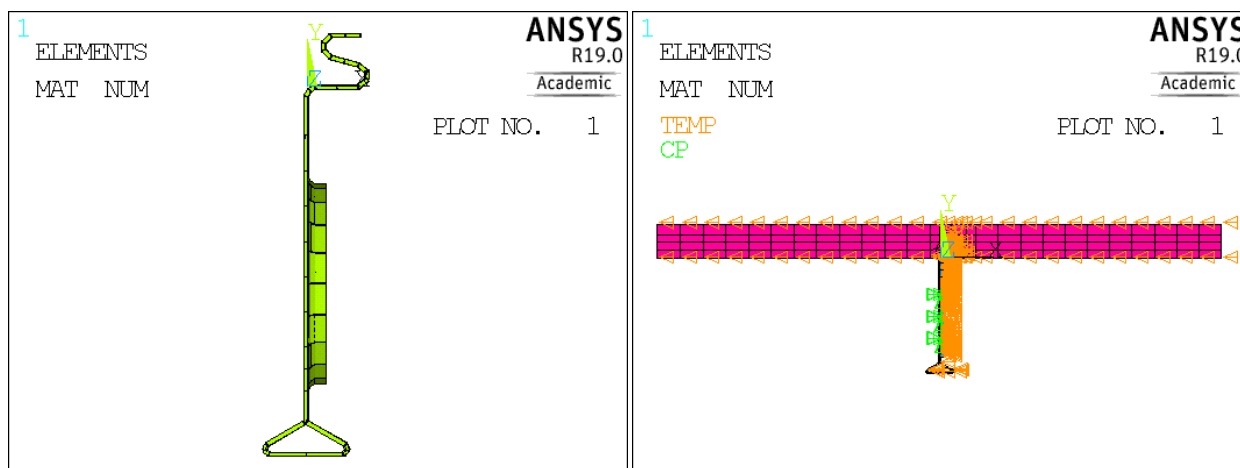 1
ELEMENTS
MAT NUM
ANSYS
R19.0
Academic
PLOT NO. 1
Y
Z
X
1
ELEMENTS
MAT NUM
TEMP
CP
ANSYS
R19.0
Academic
PLOT NO. 1
Y
Z
X